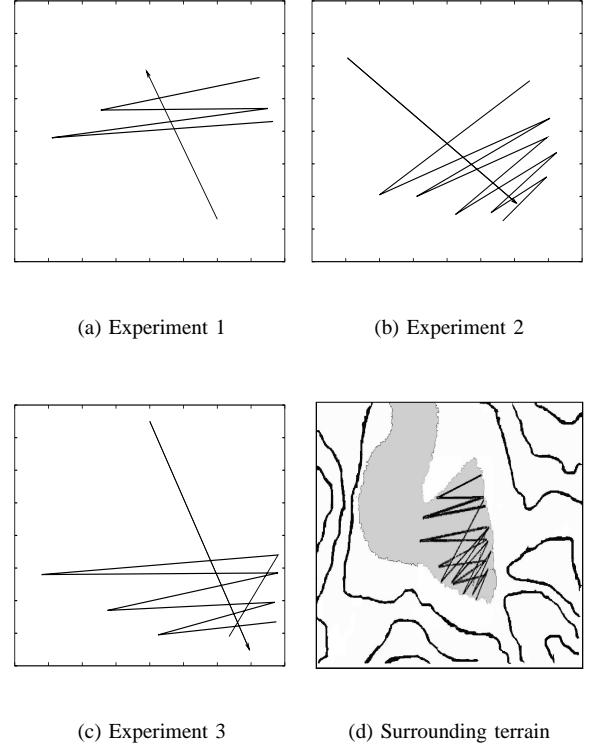 (a) Experiment 1
(b) Experiment 2
(c) Experiment 3
(d) Surrounding terrain